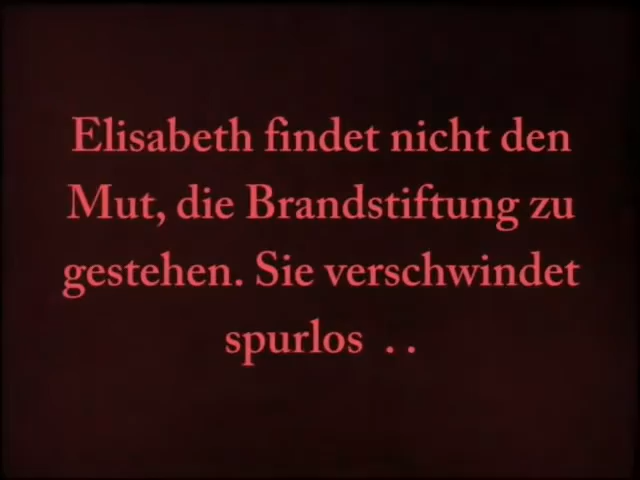 Elisabeth findet nicht den
Mut, die Brandstiftung zu
gestehen. Sie verschwindet
spurlos . .